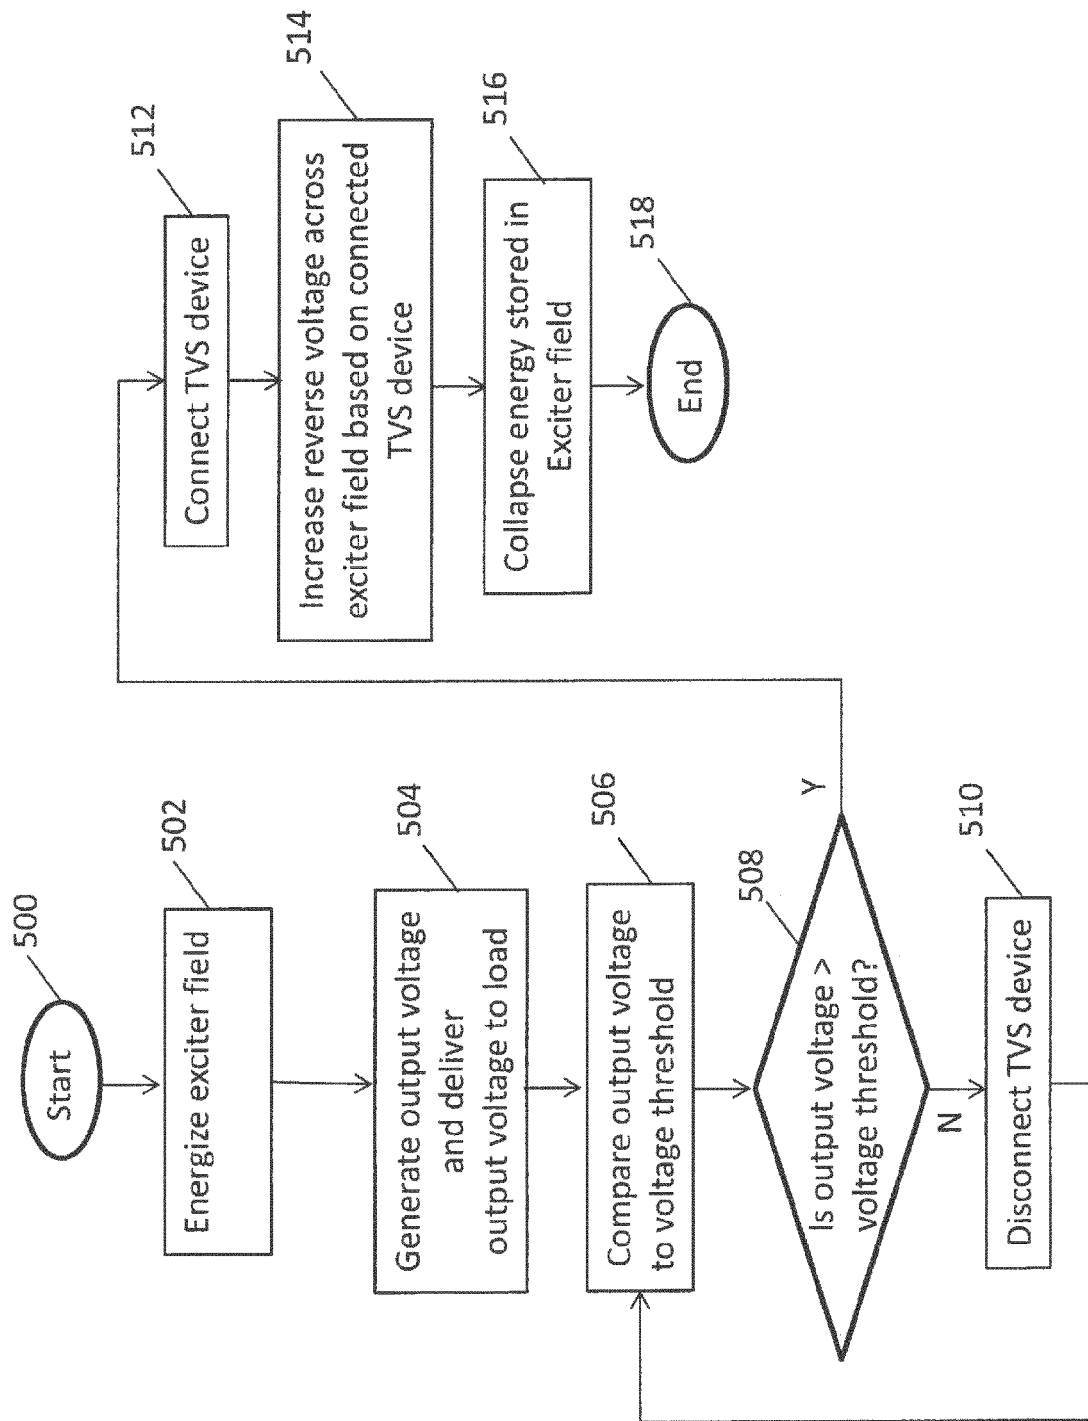 Start
500
Energize exciter field
502
Generate output voltage
and deliver
output voltage to load
504
Compare output voltage
to voltage threshold
506
Is output voltage >
voltage threshold?
508
Y
N
Disconnect TVS device
510
Connect TVS device
512
Increase reverse voltage across
exciter field based on connected
TVS device
514
Collapse energy stored in
Exciter field
516
End
518